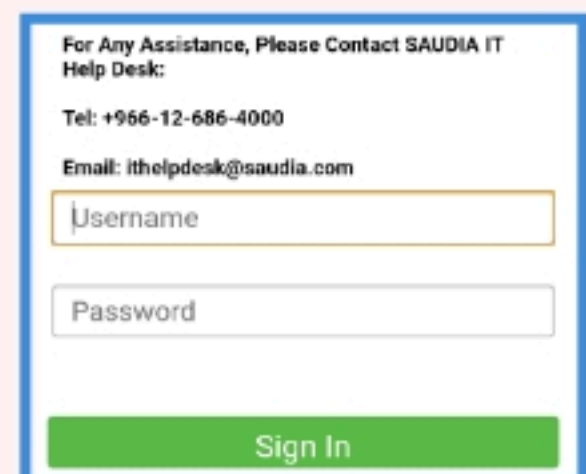 For Any Assistance, Please Contact SAUDIA IT
Help Desk:
Tel: +966-12-686-4000
Email: ithelpdesk@saudia.com
Username
Password
Sign In